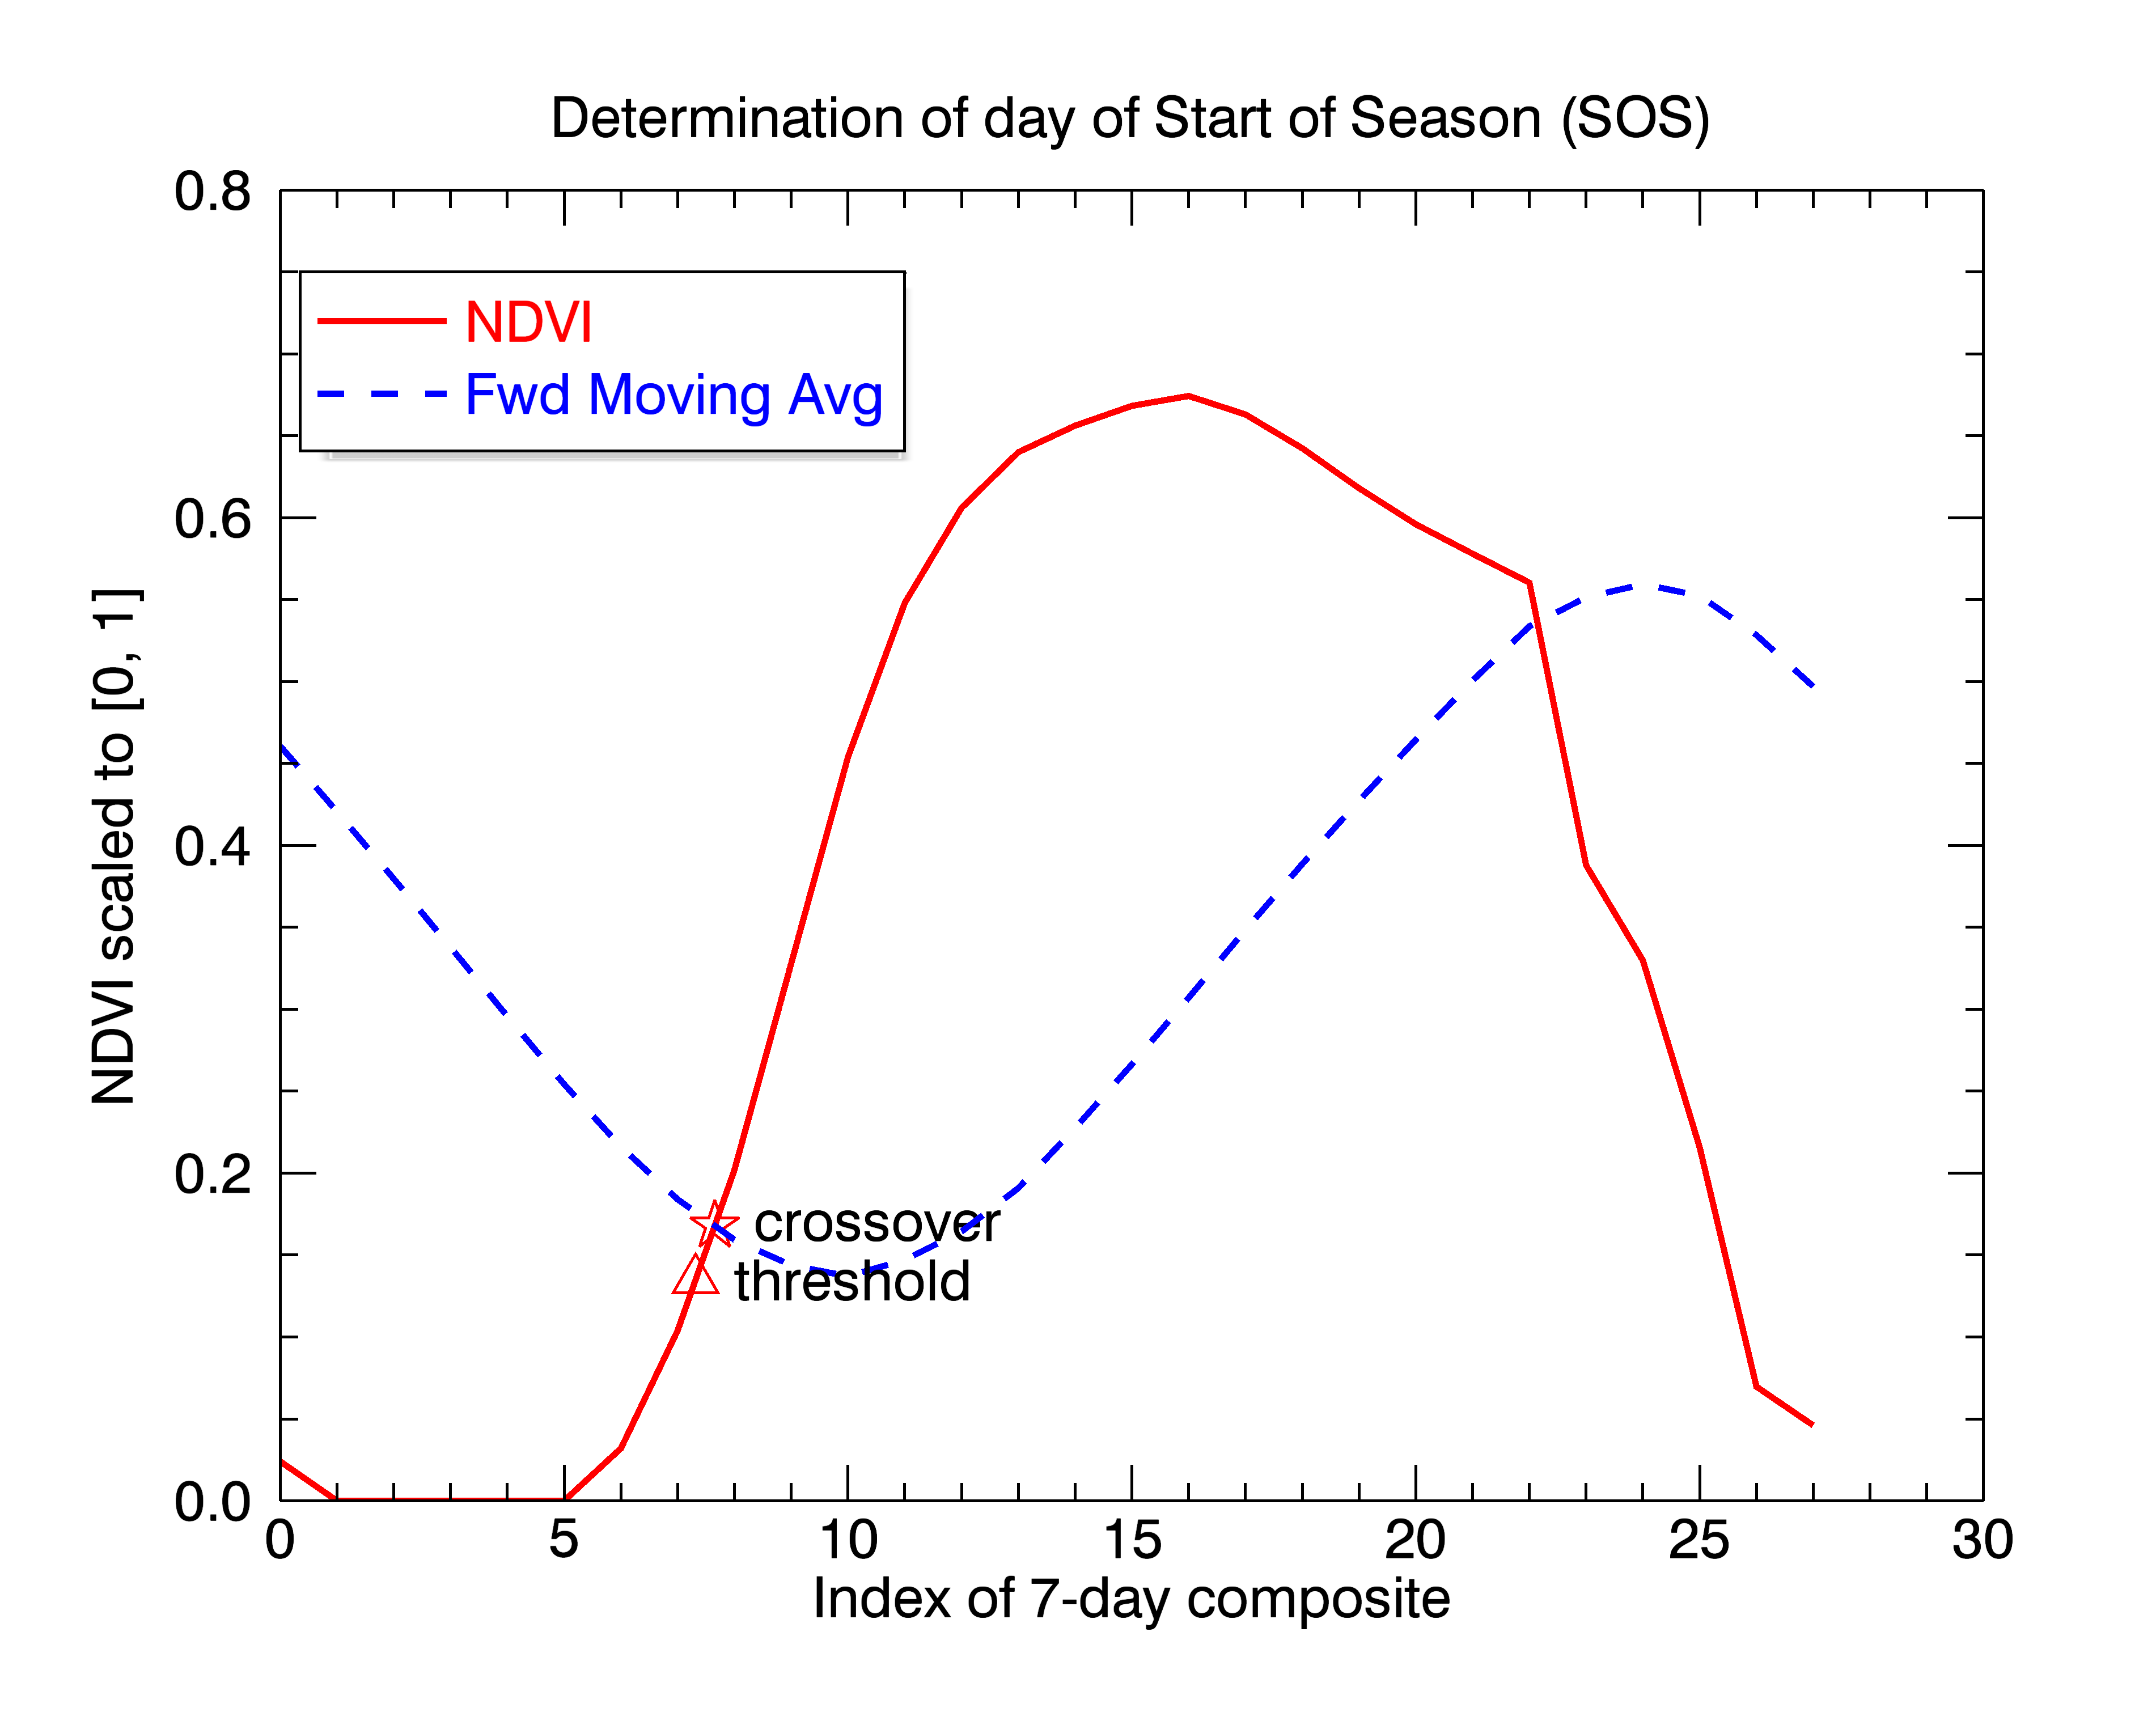 Determination of day of Start of Season (SOS)
0.8
0.6
0.4
0.2
0.0
NDVI scaled to [0, 1]
NDVI
Fwd Moving Avg
crossover
threshold
0 5 10 15 20 25 30
Index of 7-day composite